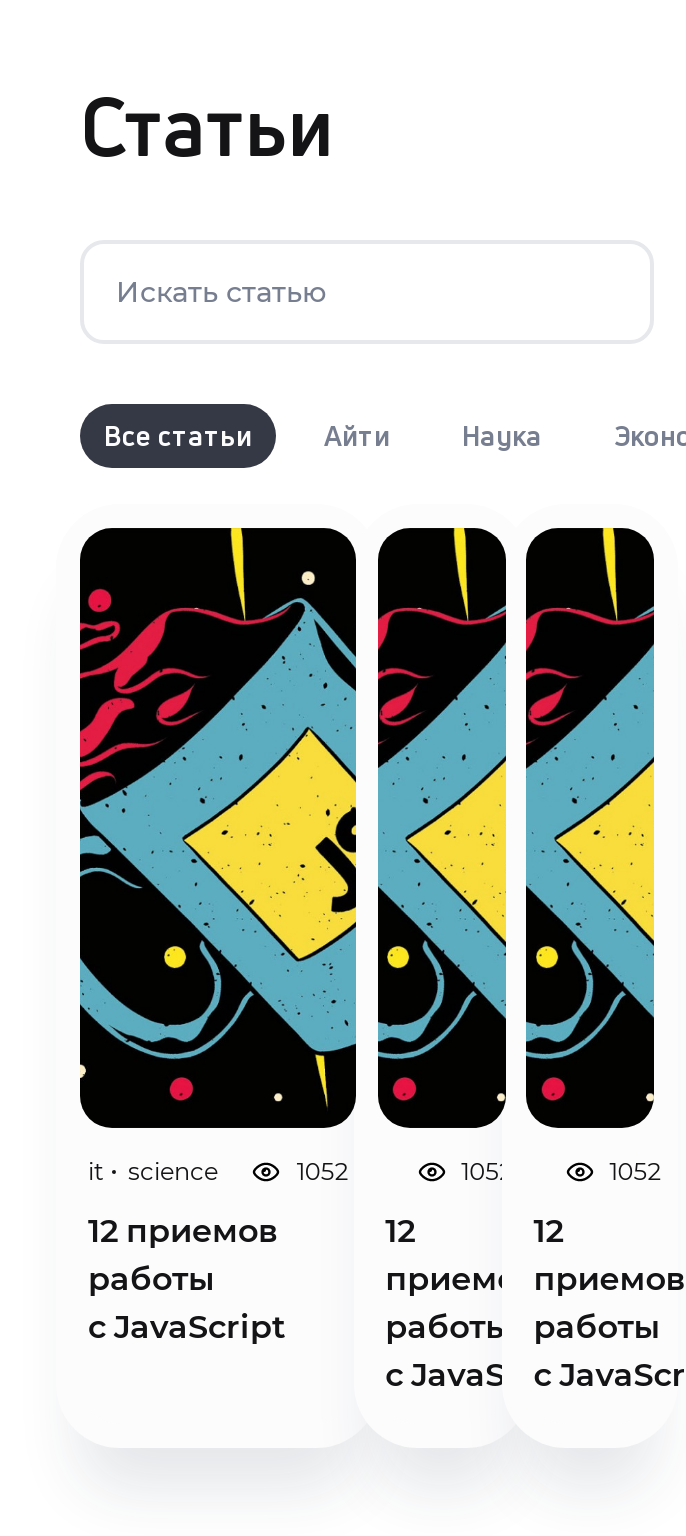 Статьи
Искать статью
Все статьи Айти Наука Эконо
it • science 1052 1052 1052
12 приемов
работы
с JavaScript
12
приемо
работы
с JavaS
12
приемов
работы
с JavaScr